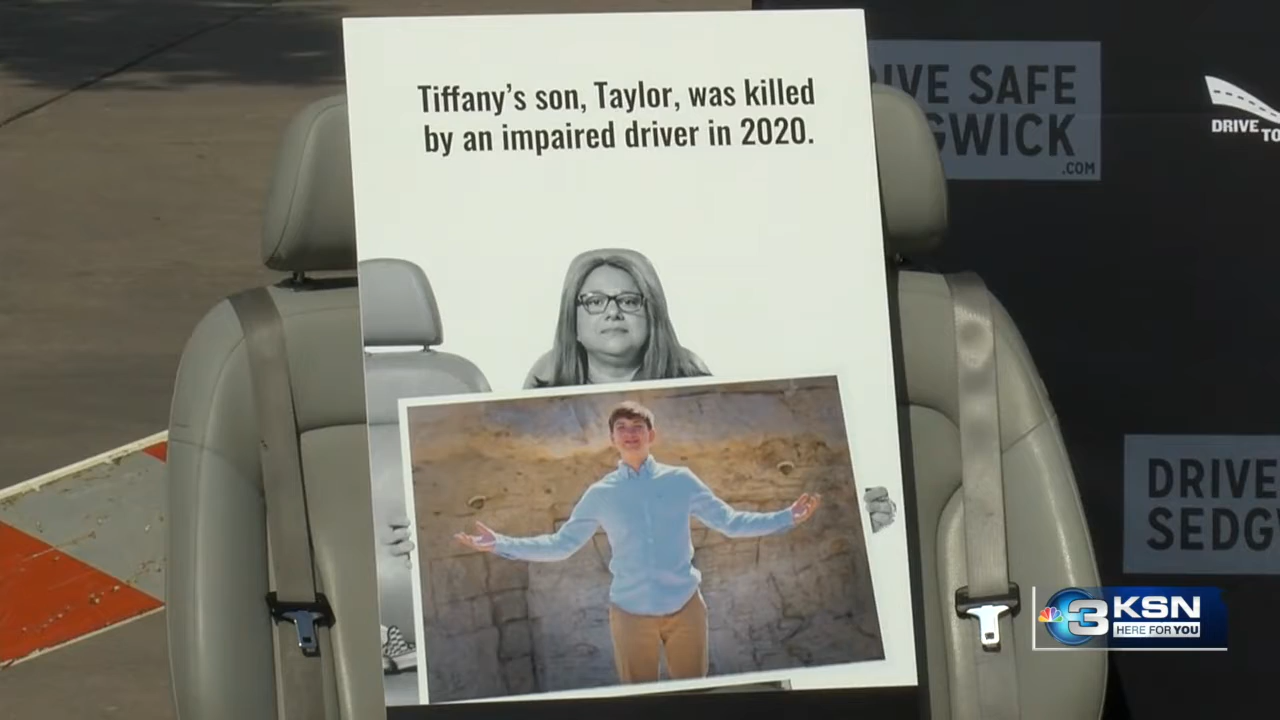 Tiffany's son, Taylor, was killed
by an impaired driver in 2020.
IVE SAFE
GWICK
.COM
DRIVE TO
DRIVE
SEDG
3 KSN
HERE FOR YOU